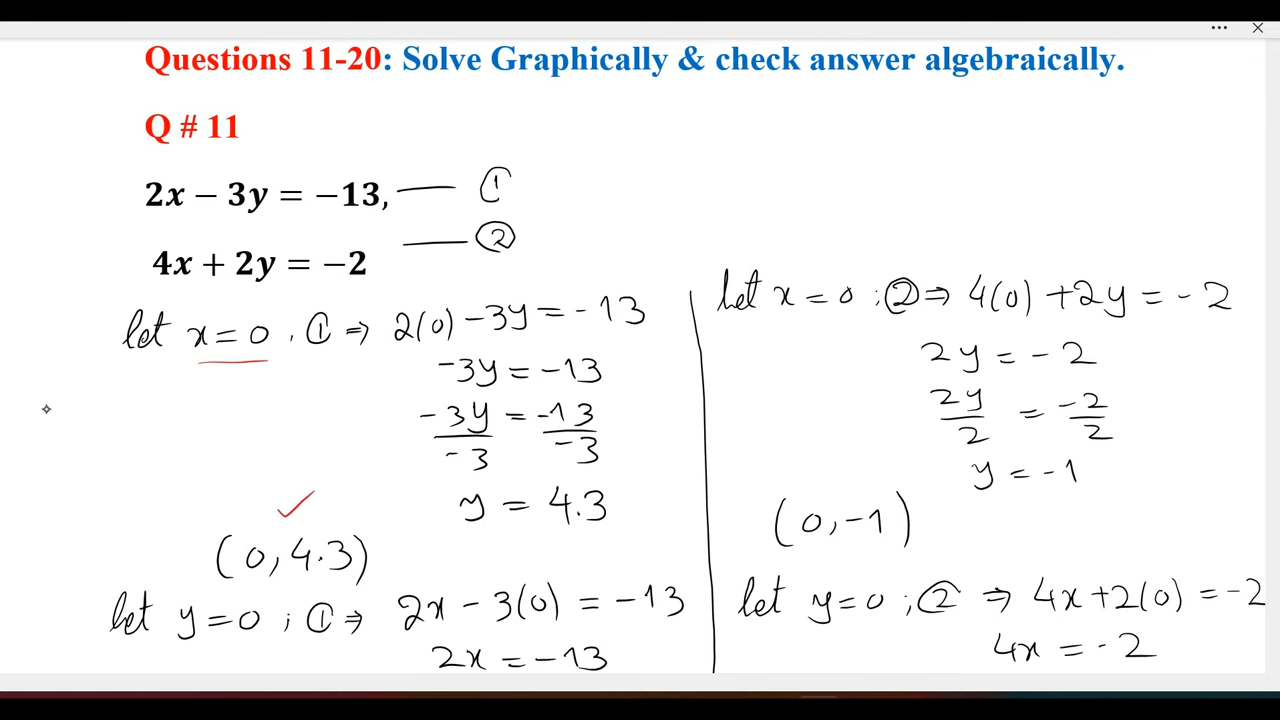 Questions 11-20: Solve Graphically & check answer algebraically.
Q # 11
2x − 3y = −13, —— ①
4x + 2y = −2 —— ②
let x = 0 , ① ⇒ 2(0) - 3y = -13
-3y = -13
-3y/-3 = -13/-3
y = 4.3
(0, 4.3)
let y = 0 ; ① ⇒ 2x - 3(0) = -13
2x = -13
let x = 0 ; ② ⇒ 4(0) + 2y = -2
2y = -2
2y/2 = -2/2
y = -1
(0, -1)
let y = 0 ; ② ⇒ 4x + 2(0) = -2
4x = -2